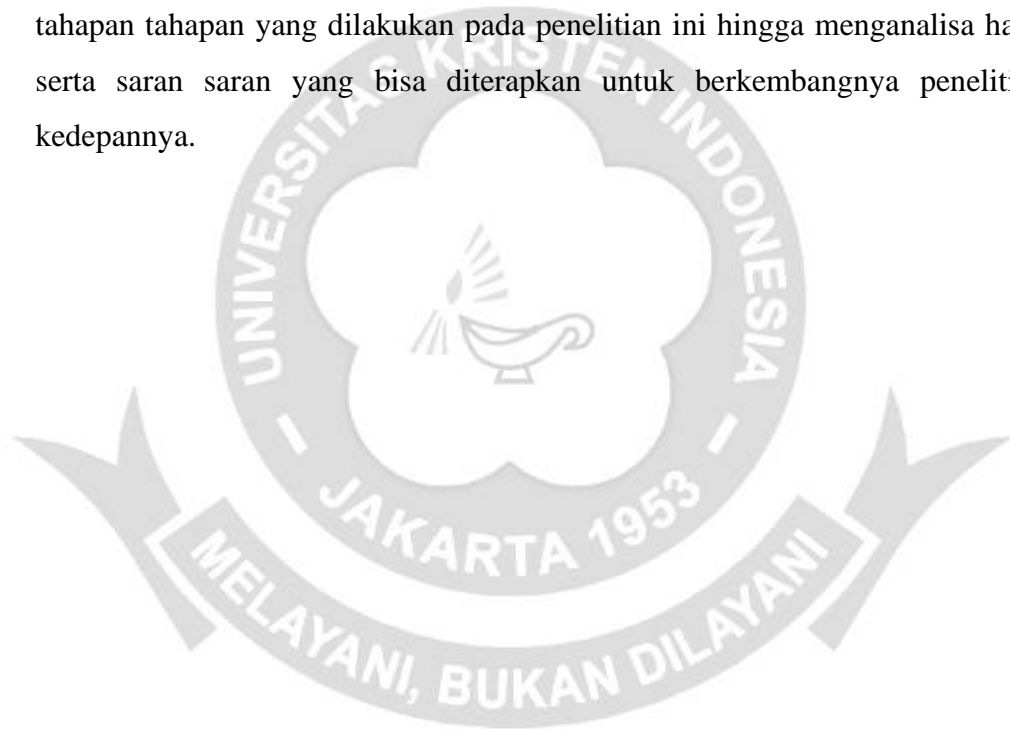 tahapan tahapan yang dilakukan pada penelitian ini hingga menganalisa
serta saran saran yang bisa diterapkan untuk berkembangnya
kedepannya.
UNIVERSITAS KRISTEN INDONESIA
- JAKARTA 1953 -
MELAYANI, BUKAN DILAYANI